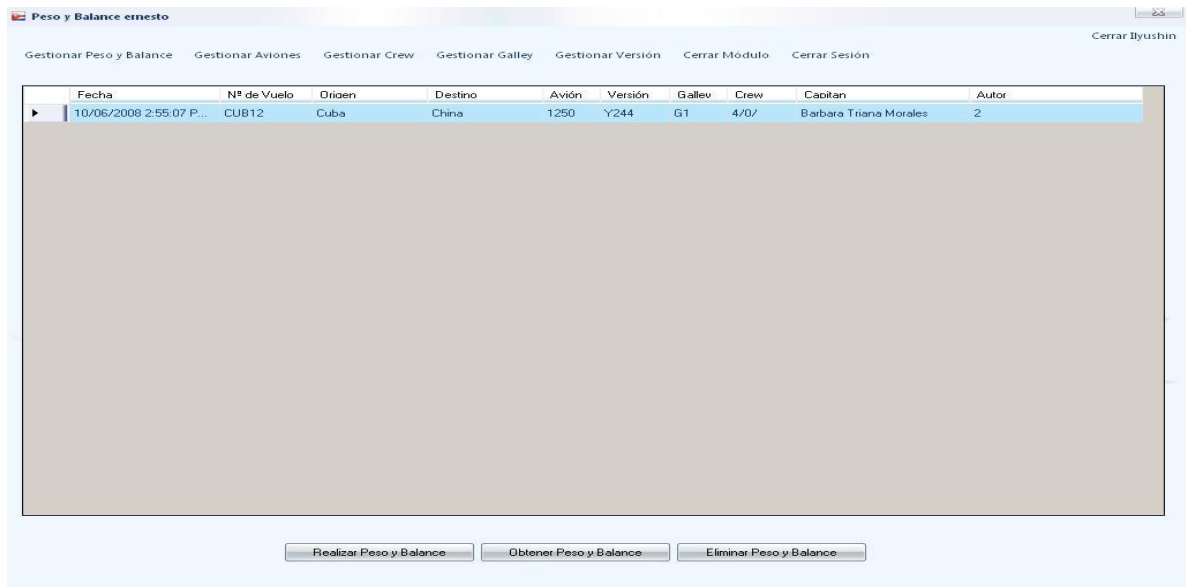 Peso y Balance ernesto
Cerrar Ilyushin
Gestionar Peso y Balance Gestionar Aviones Gestionar Crew Gestionar Galley Gestionar Versión Cerrar Módulo Cerrar Sesión
Fecha Nº de Vuelo Origen Destino Avión Versión Galley Crew Capitan Autor
10/06/2008 2:55:07 P... CUB12 Cuba China 1250 Y244 G1 4/0/ Barbara Triana Morales 2
Realizar Peso y Balance Obtener Peso y Balance Eliminar Peso y Balance